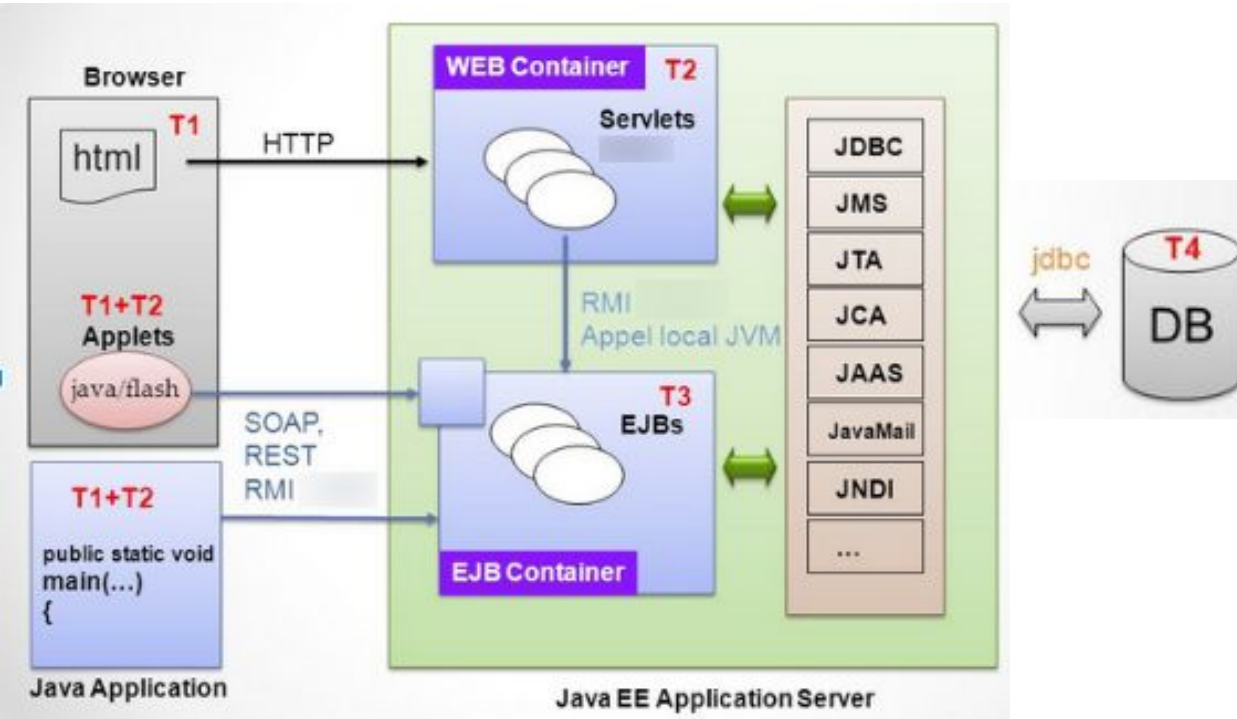 Browser
T1
html
HTTP
T1+T2
Applets
java/flash
SOAP,
REST
RMI
T1+T2
public static void
main(...)
{
Java Application
WEB Container
T2
Servlets
RMI
Appel local JVM
T3
EJBs
EJB Container
JDBC
JMS
JTA
JCA
JAAS
JavaMail
JNDI
...
Java EE Application Server
jdbc
T4
DB